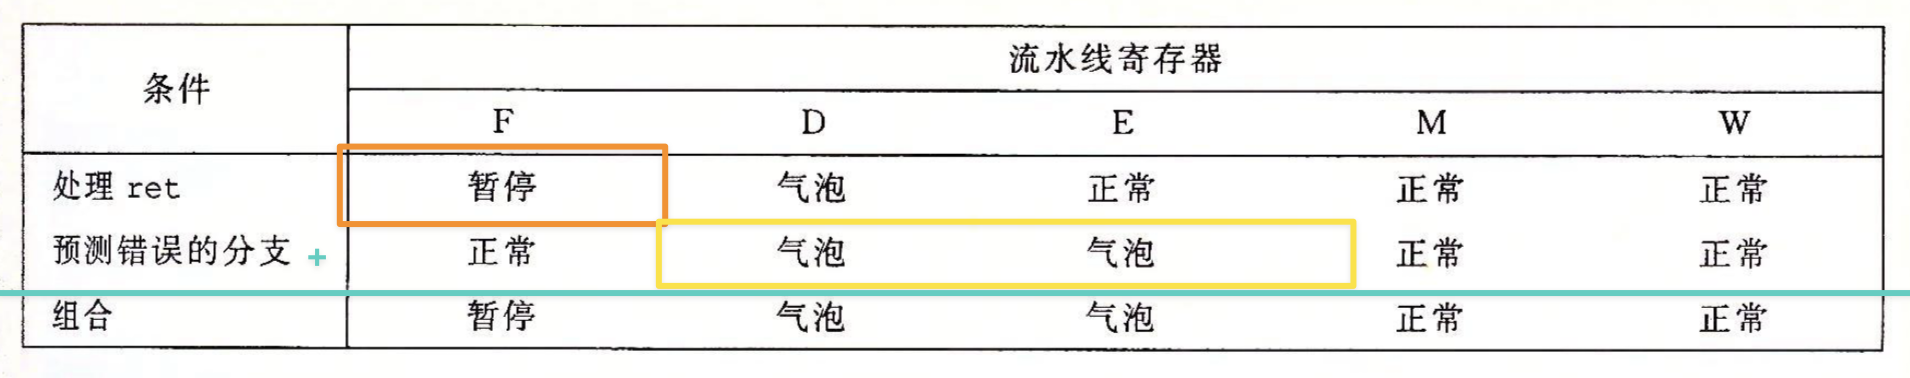 条件 流水线寄存器
F D E M W
处理 ret 暂停 气泡 正常 正常 正常
预测错误的分支 + 正常 气泡 气泡 正常 正常
组合 暂停 气泡 气泡 正常 正常